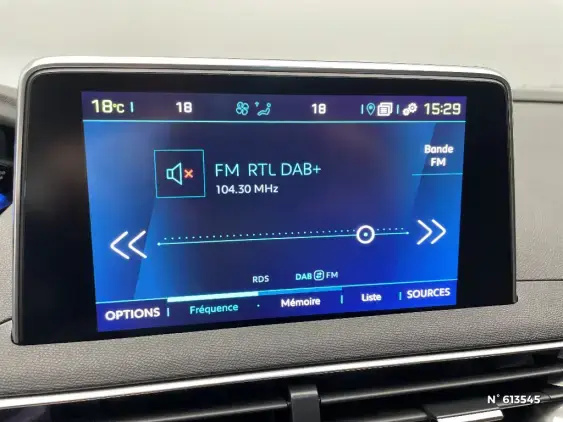 18°C 18 18 15:29
Bande
FM
FM RTL DAB+
104.30 MHz
RDS DAB FM
OPTIONS Fréquence Mémoire Liste SOURCES
N° 613545